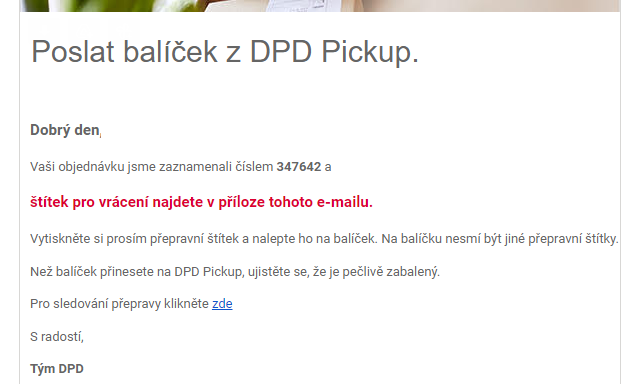 Poslat balíček z DPD Pickup.
Dobrý den,
Vaši objednávku jsme zaznamenali číslem 347642 a
štítek pro vrácení najdete v příloze tohoto e-mailu.
Vytiskněte si prosím přepravní štítek a nalepte ho na balíček. Na balíčku nesmí být jiné přepravní štítky.
Než balíček přinesete na DPD Pickup, ujistěte se, že je pečlivě zabalený.
Pro sledování přepravy klikněte zde
S radostí,
Tým DPD